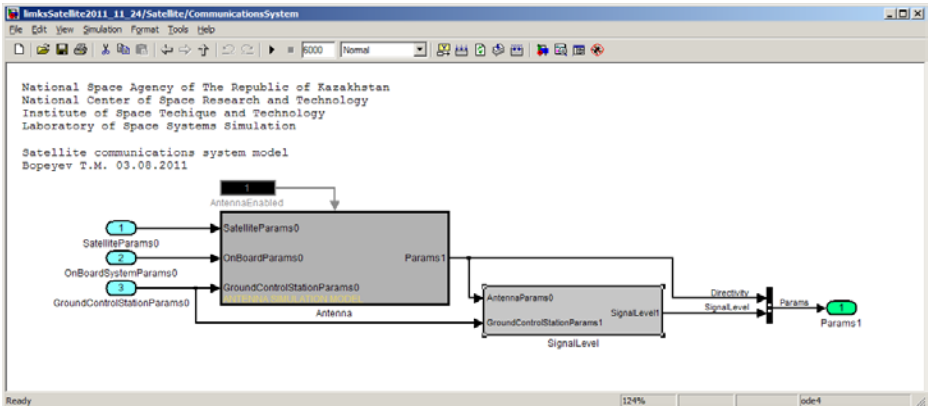 limksSatellite2011_11_24/Satellite/CommunicationsSystem
File Edit View Simulation Format Tools Help
6000 Normal
National Space Agency of The Republic of Kazakhstan
National Center of Space Research and Technology
Institute of Space Techique and Technology
Laboratory of Space Systems Simulation
Satellite communications system model
Bopeyev T.M. 03.08.2011
1
AntennaEnabled
1
SatelliteParams0
2
OnBoardSystemParams0
3
GroundControlStationParams0
SatelliteParams0
OnBoardParams0
Params1
GroundControlStationParams0
ANTENNA SIMULATION MODEL
Antenna
AntennaParams0
SignalLevel1
GroundControlStationParams1
SignalLevel
Directivity
SignalLevel
Params
1
Params1
Ready
124%
ode4